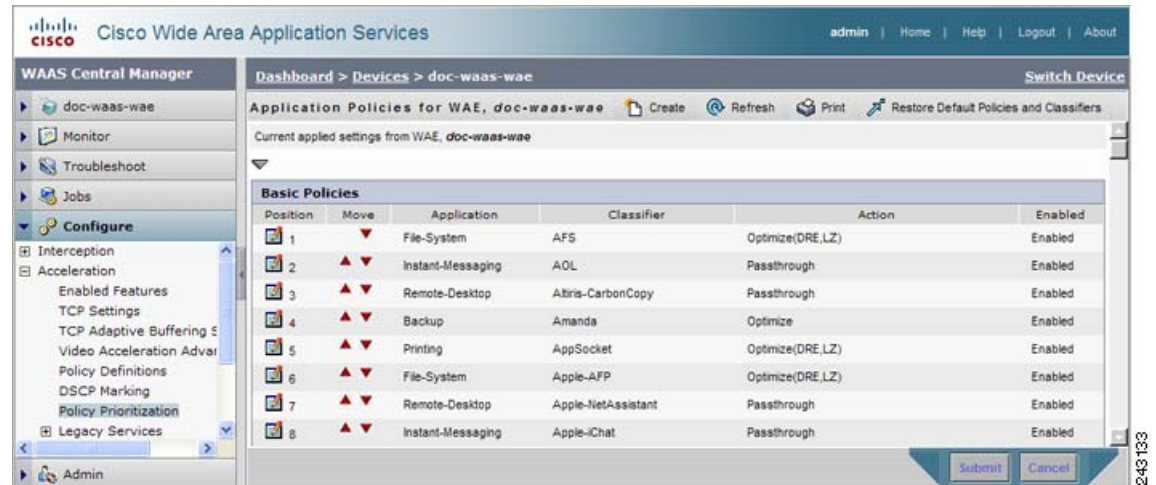 CISCO Cisco Wide Area Application Services admin | Home | Help | Logout | About
WAAS Central Manager
Dashboard > Devices > doc-waas-wae Switch Device
doc-waas-wae
Monitor
Troubleshoot
Jobs
Configure
Interception
Acceleration
Enabled Features
TCP Settings
TCP Adaptive Buffering S
Video Acceleration Advar
Policy Definitions
DSCP Marking
Policy Prioritization
Legacy Services
Admin
Application Policies for WAE, doc-waas-wae Create Refresh Print Restore Default Policies and Classifiers
Current applied settings from WAE, doc-waas-wae
Basic Policies
Position Move Application Classifier Action Enabled
1 File-System AFS Optimize(DRE,LZ) Enabled
2 Instant-Messaging AOL Passthrough Enabled
3 Remote-Desktop Altiris-CarbonCopy Passthrough Enabled
4 Backup Amanda Optimize Enabled
5 Printing AppSocket Optimize(DRE,LZ) Enabled
6 File-System Apple-AFP Optimize(DRE,LZ) Enabled
7 Remote-Desktop Apple-NetAssistant Passthrough Enabled
8 Instant-Messaging Apple-iChat Passthrough Enabled
Submit Cancel
243133